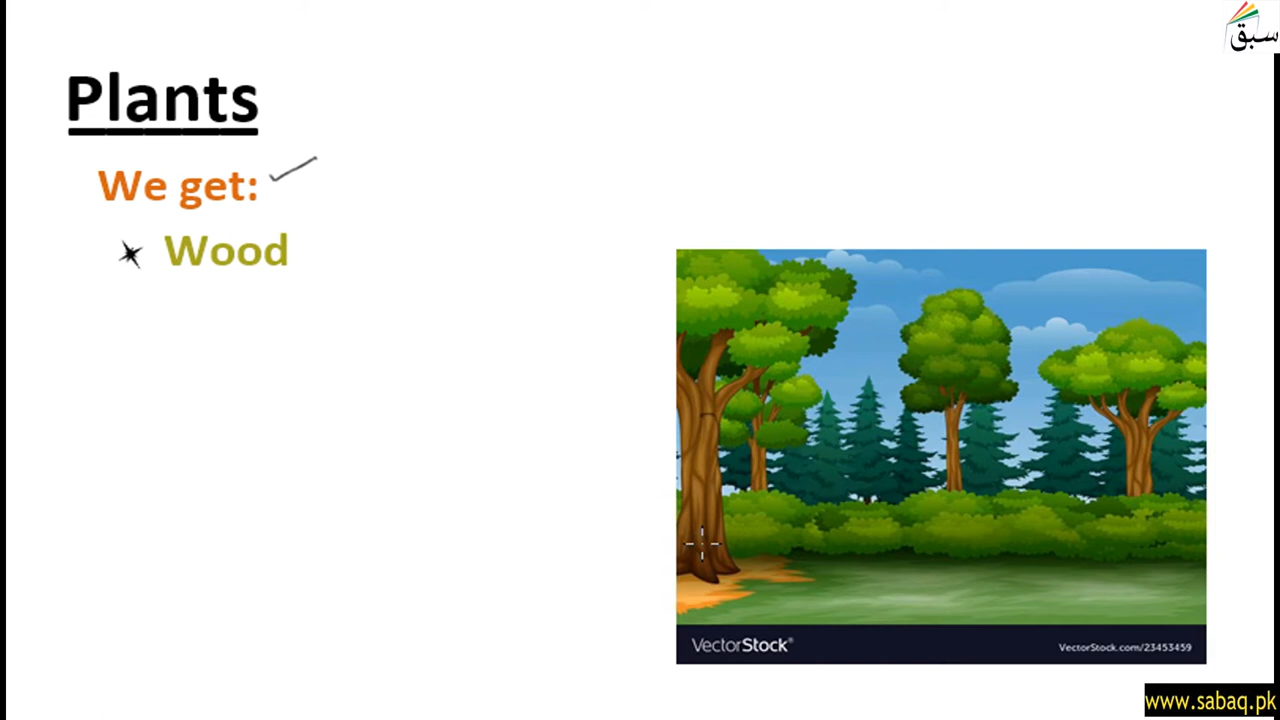 سبق
Plants
We get:
Wood
VectorStock®
VectorStock.com/23453459
www.sabaq.pk